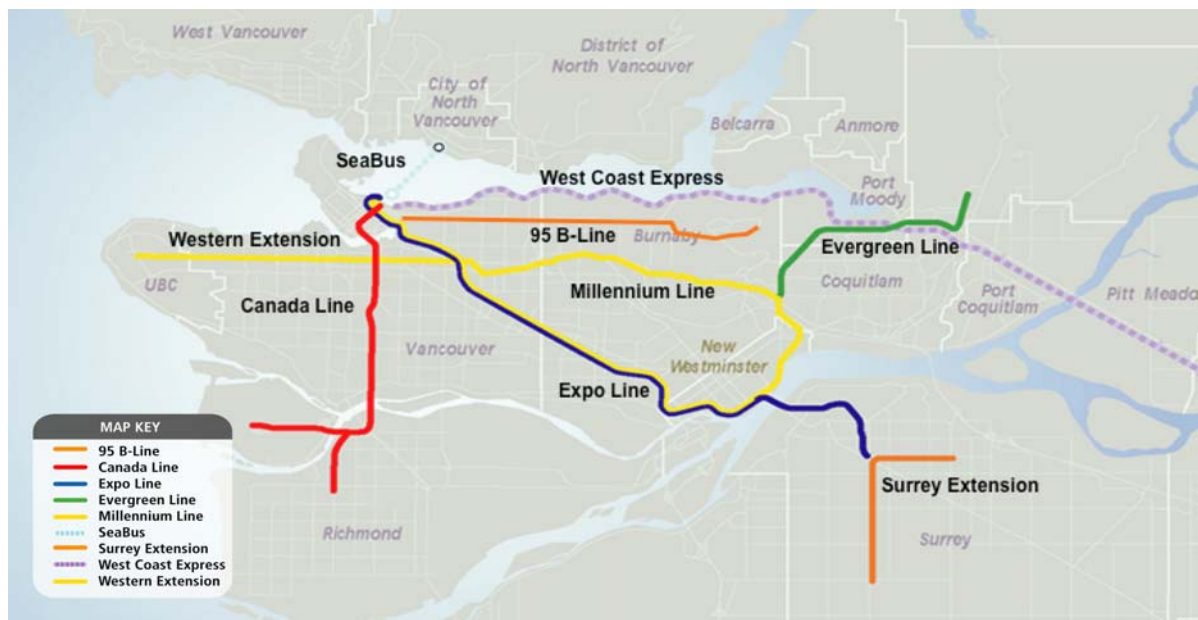 West Vancouver
District of
North Vancouver
City of
North
Vancouver
Belcarra
Anmore
SeaBus
West Coast Express
Port
Moody
Western Extension
95 B-Line
Burnaby
Evergreen Line
UBC
Canada Line
Millennium Line
Coquitlam
Port
Coquitlam
Pitt Meado
Vancouver
New
Westminster
Expo Line
Surrey Extension
Richmond
Surrey
MAP KEY
95 B-Line
Canada Line
Expo Line
Evergreen Line
Millennium Line
SeaBus
Surrey Extension
West Coast Express
Western Extension